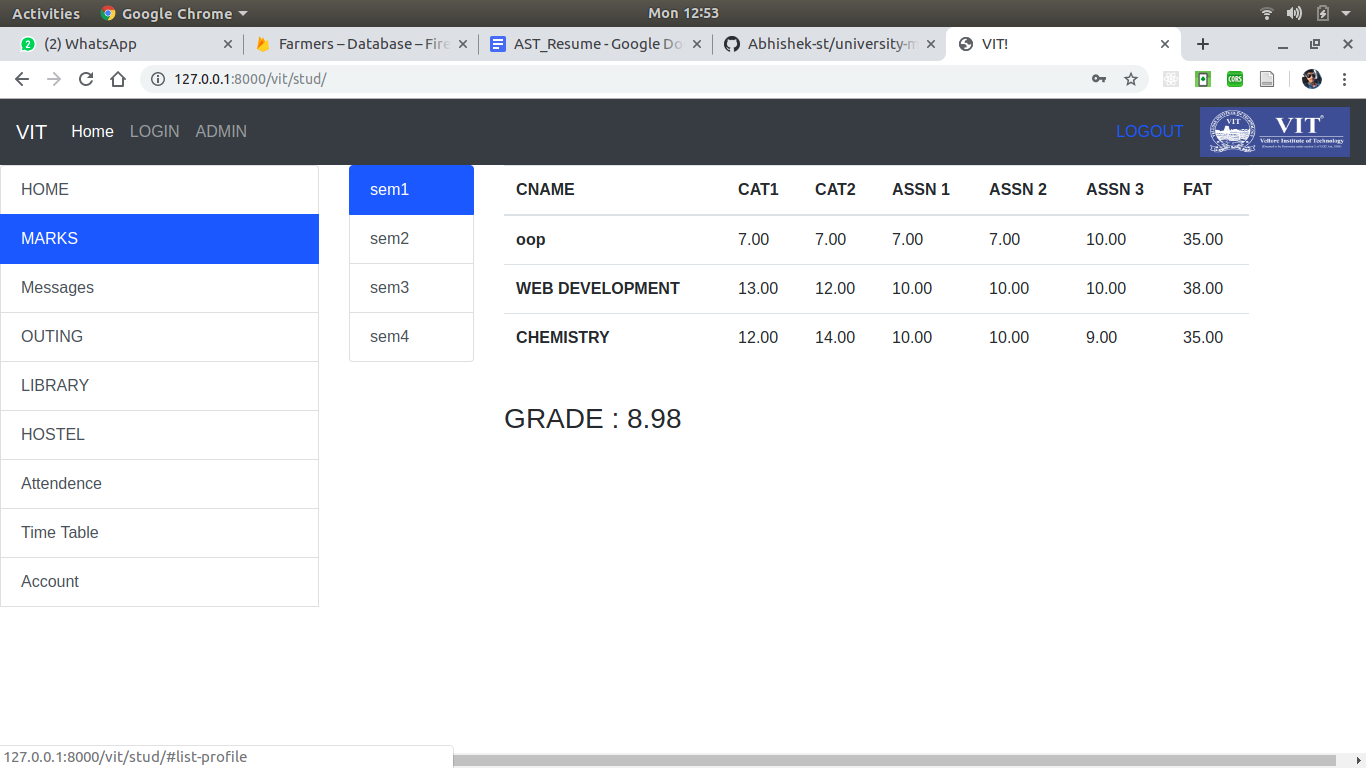 Activities Google Chrome Mon 12:53
(2) WhatsApp Farmers – Database – Fire AST_Resume - Google Do Abhishek-st/university-m VIT!
127.0.0.1:8000/vit/stud/ CORS
VIT Home LOGIN ADMIN LOGOUT VIT Vellore Institute of Technology
HOME
MARKS
Messages
OUTING
LIBRARY
HOSTEL
Attendence
Time Table
Account
sem1
sem2
sem3
sem4
CNAME CAT1 CAT2 ASSN 1 ASSN 2 ASSN 3 FAT
oop 7.00 7.00 7.00 7.00 10.00 35.00
WEB DEVELOPMENT 13.00 12.00 10.00 10.00 10.00 38.00
CHEMISTRY 12.00 14.00 10.00 10.00 9.00 35.00
GRADE : 8.98
127.0.0.1:8000/vit/stud/#list-profile